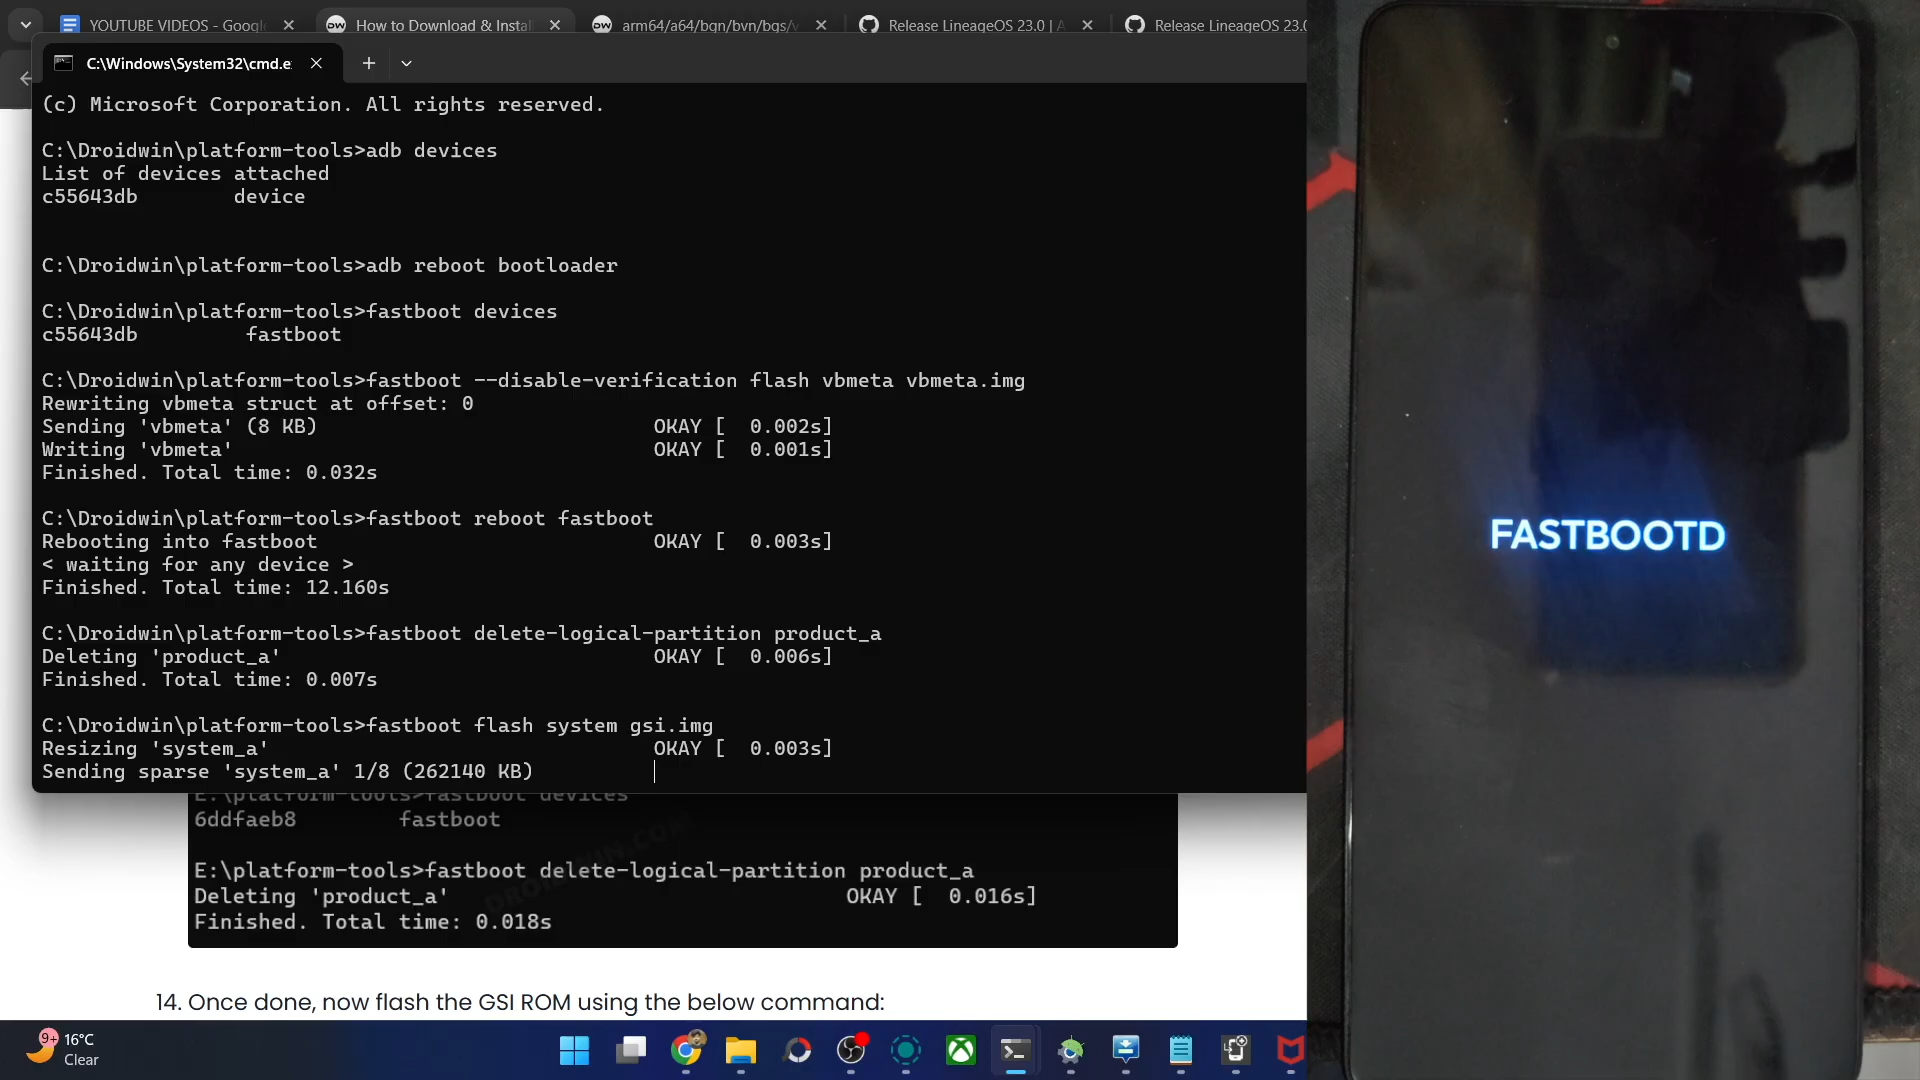 YOUTUBE VIDEOS - Googl
How to Download & Instal
arm64/a64/bgn/bvn/bgs/v
Release LineageOS 23.0 | A
Release LineageOS 23.0
C:\Windows\System32\cmd.e
(c) Microsoft Corporation. All rights reserved.
C:\Droidwin\platform-tools>adb devices
List of devices attached
c55643db device
C:\Droidwin\platform-tools>adb reboot bootloader
C:\Droidwin\platform-tools>fastboot devices
c55643db fastboot
C:\Droidwin\platform-tools>fastboot --disable-verification flash vbmeta vbmeta.img
Rewriting vbmeta struct at offset: 0
Sending 'vbmeta' (8 KB) OKAY [ 0.002s]
Writing 'vbmeta' OKAY [ 0.001s]
Finished. Total time: 0.032s
C:\Droidwin\platform-tools>fastboot reboot fastboot
Rebooting into fastboot OKAY [ 0.003s]
< waiting for any device >
Finished. Total time: 12.160s
C:\Droidwin\platform-tools>fastboot delete-logical-partition product_a
Deleting 'product_a' OKAY [ 0.006s]
Finished. Total time: 0.007s
C:\Droidwin\platform-tools>fastboot flash system gsi.img
Resizing 'system_a' OKAY [ 0.003s]
Sending sparse 'system_a' 1/8 (262140 KB)
E:\platform-tools>fastboot devices
6ddfaeb8 fastboot
E:\platform-tools>fastboot delete-logical-partition product_a
Deleting 'product_a' OKAY [ 0.016s]
Finished. Total time: 0.018s
14. Once done, now flash the GSI ROM using the below command:
9+
16°C
Clear
FASTBOOTD